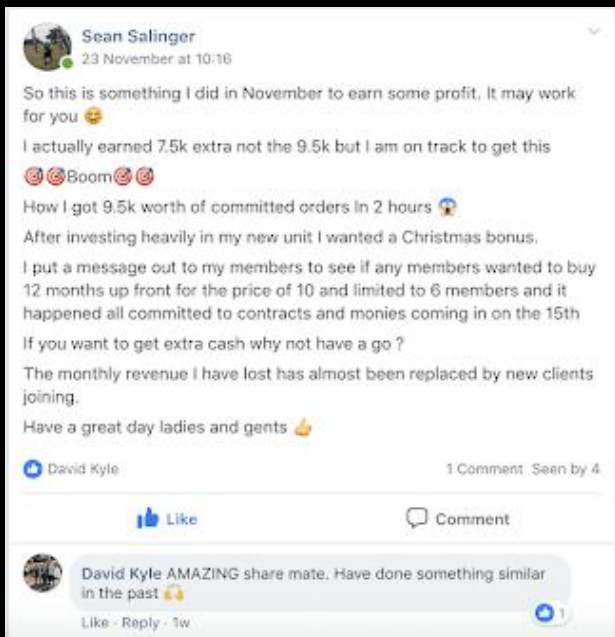 Sean Salinger
23 November at 10:16
So this is something I did in November to earn some profit. It may work
for you 😊
I actually earned 7.5k extra not the 9.5k but I am on track to get this
🎯🎯Boom🎯🎯
How I got 9.5k worth of committed orders In 2 hours 😱
After investing heavily in my new unit I wanted a Christmas bonus.
I put a message out to my members to see if any members wanted to buy
12 months up front for the price of 10 and limited to 6 members and it
happened all committed to contracts and monies coming in on the 15th
If you want to get extra cash why not have a go ?
The monthly revenue I have lost has almost been replaced by new clients
joining.
Have a great day ladies and gents 👍
David Kyle
1 Comment Seen by 4
Like
Comment
David Kyle AMAZING share mate. Have done something similar
in the past 🙌
Like · Reply · 1w
1